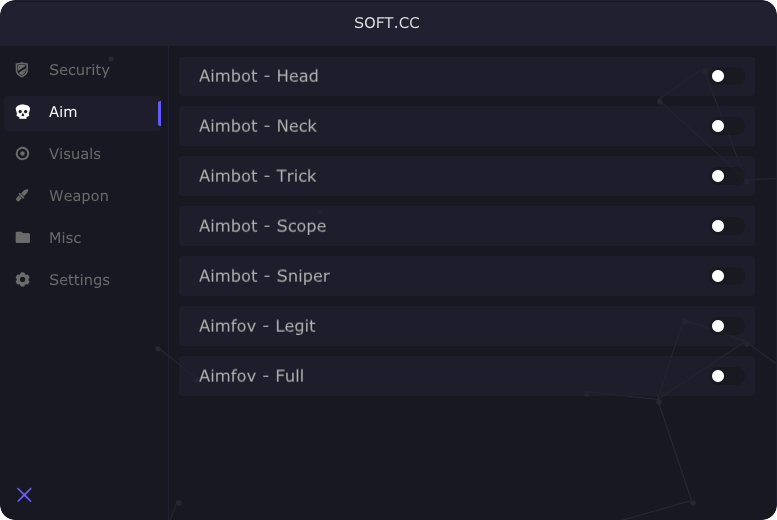 SOFT.CC
Security
Aim
Visuals
Weapon
Misc
Settings
Aimbot - Head
Aimbot - Neck
Aimbot - Trick
Aimbot - Scope
Aimbot - Sniper
Aimfov - Legit
Aimfov - Full